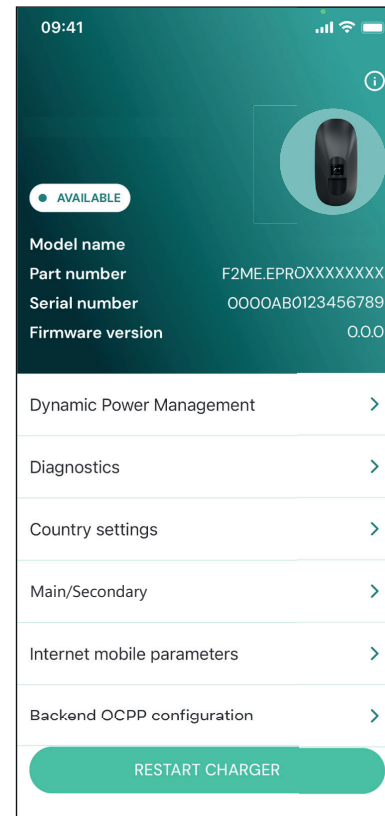 09:41
AVAILABLE
Model name
Part number F2ME.EPROXXXXXXXX
Serial number 0000AB0123456789
Firmware version 0.0.0
Dynamic Power Management
Diagnostics
Country settings
Main/Secondary
Internet mobile parameters
Backend OCPP configuration
RESTART CHARGER